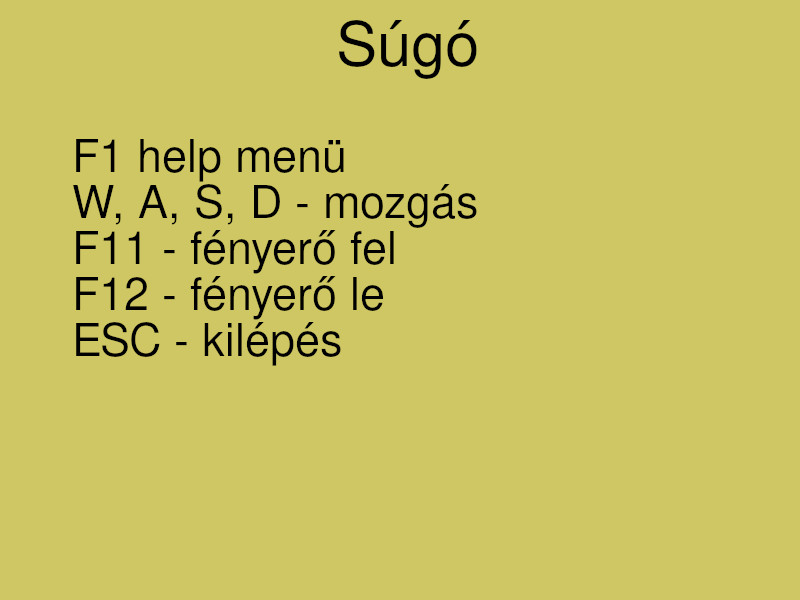 Súgó
F1 help menü
W, A, S, D - mozgás
F11 - fényerő fel
F12 - fényerő le
ESC - kilépés